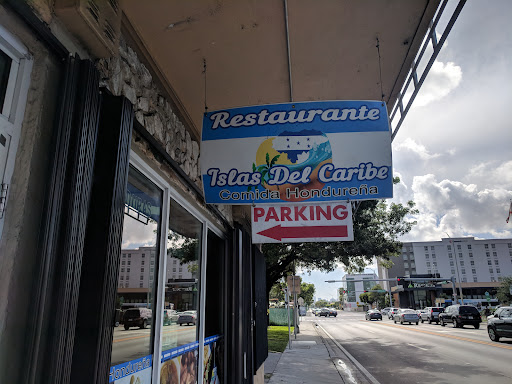 Restaurante
Islas Del Caribe
Comida Hondureña
PARKING